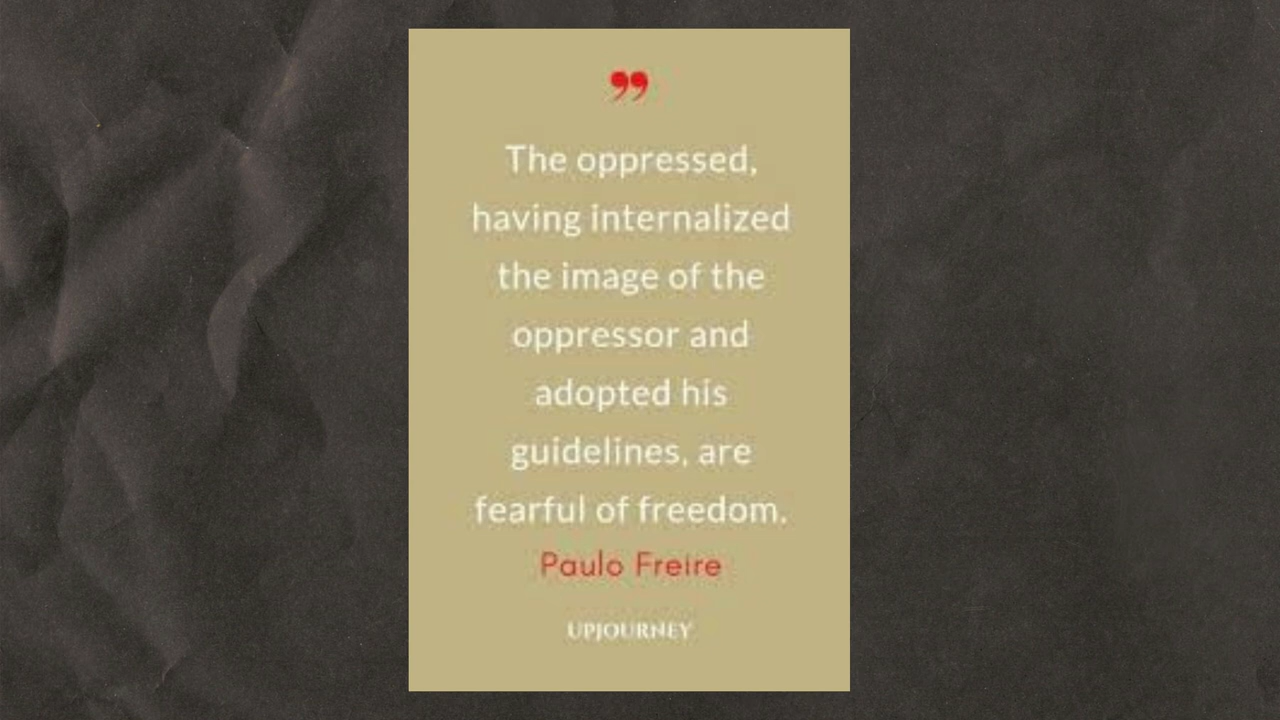 ”
The oppressed,
having internalized
the image of the
oppressor and
adopted his
guidelines, are
fearful of freedom.
Paulo Freire
UPJOURNEY